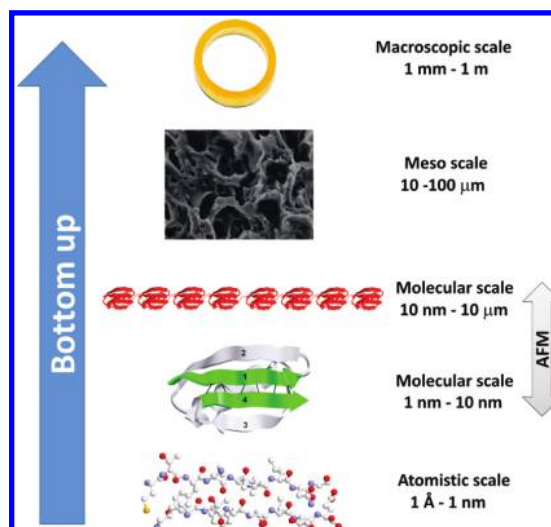 Macroscopic scale
1 mm - 1 m
Meso scale
10 -100 μm
Molecular scale
10 nm - 10 μm
Molecular scale
1 nm - 10 nm
Atomistic scale
1 Å - 1 nm
Bottom up
AFM
2
1
4
3